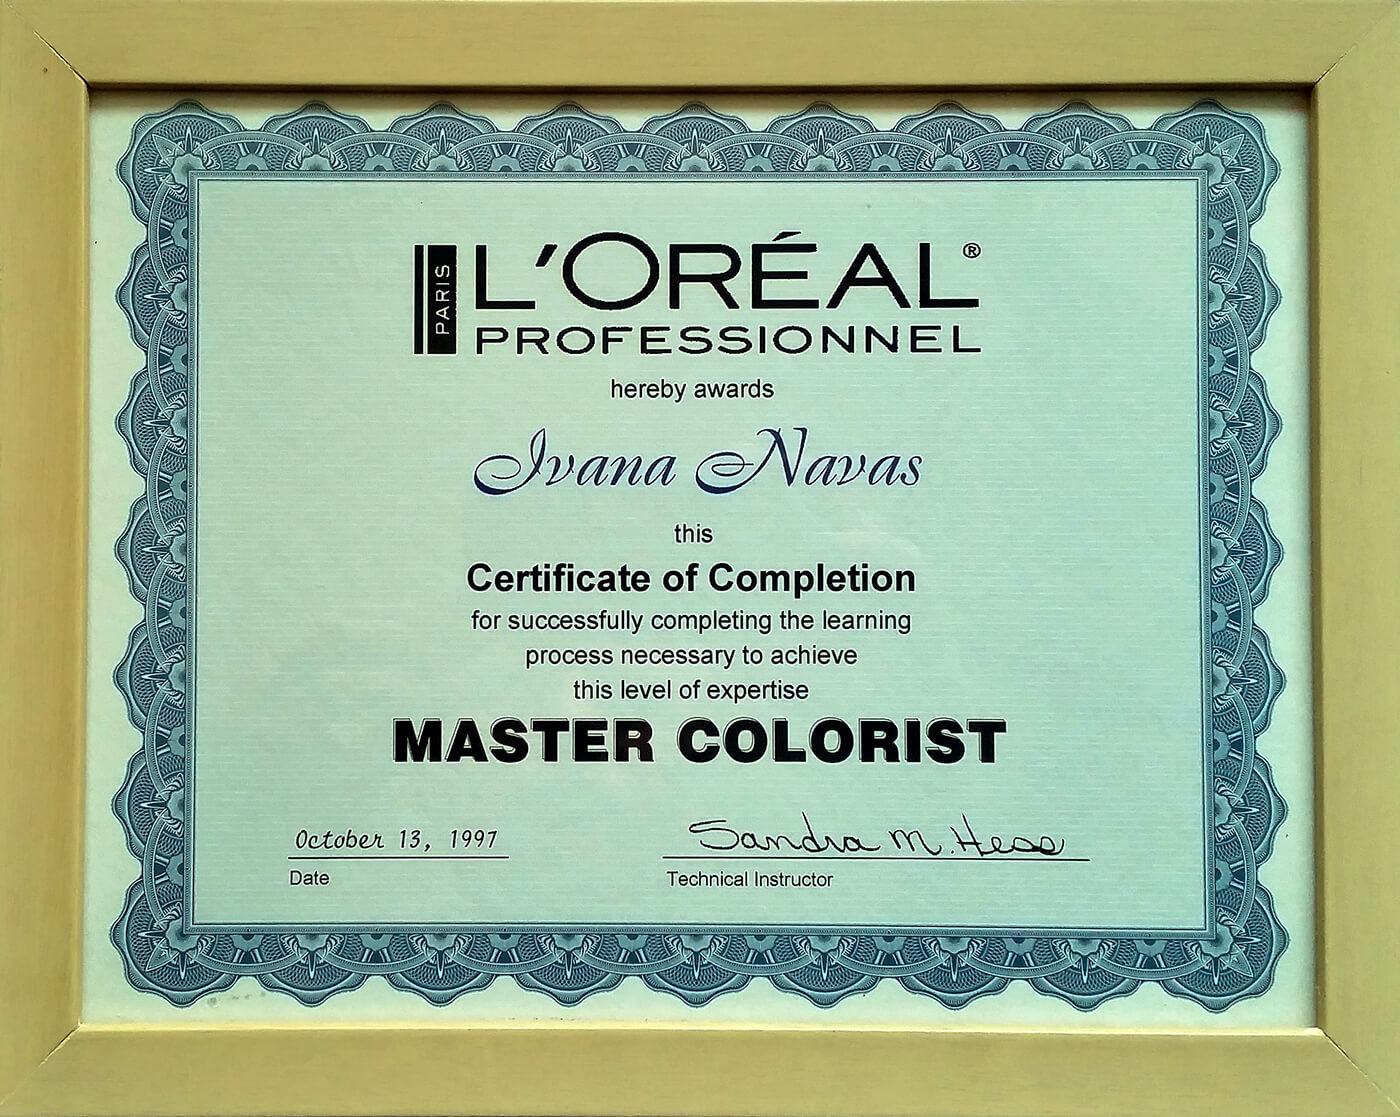 PARIS
L'ORÉAL®
PROFESSIONNEL
hereby awards
Ivana Navas
this
Certificate of Completion
for successfully completing the learning
process necessary to achieve
this level of expertise
MASTER COLORIST
October 13, 1997
Sandra M. Hess
Date
Technical Instructor